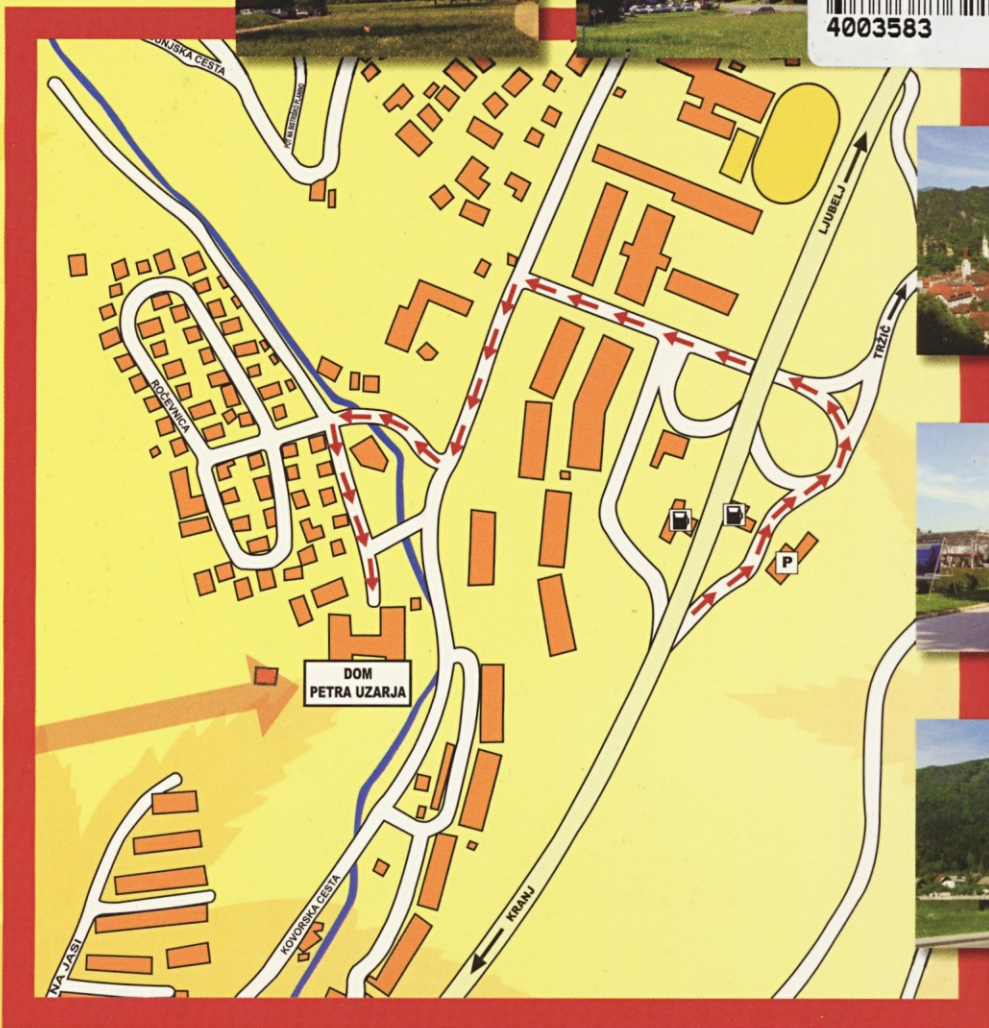 4003583
LJUBELJ
TRŽIČ
ROČEVNICA
P
DOM
PETRA UZARJA
KRANJ
KOVORSKA CESTA
NA JASI